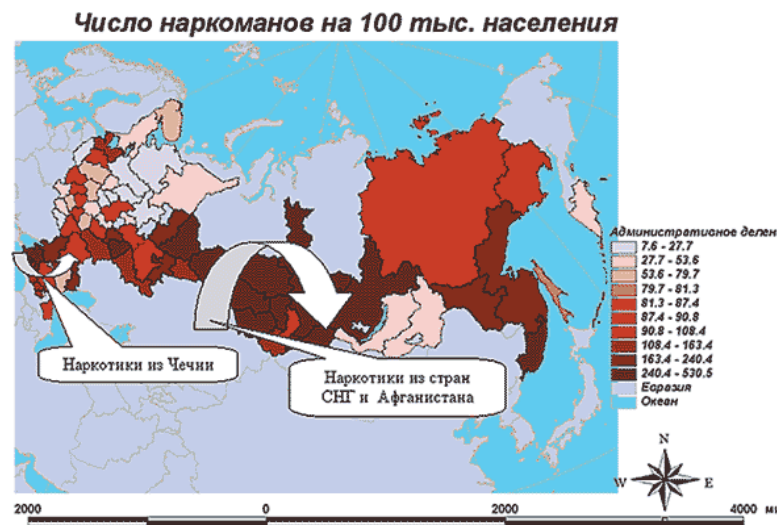 Число наркоманов на 100 тыс. населения
Административное делен
7.6 - 27.7
27.7 - 53.6
53.6 - 79.7
79.7 - 81.3
81.3 - 87.4
87.4 - 90.8
90.8 - 108.4
108.4 - 163.4
163.4 - 240.4
240.4 - 530.5
Евразия
Океан
Наркотики из Чечни
Наркотики из стран
СНГ и Афганистана
N
W E
S
2000 0 2000 4000 ми